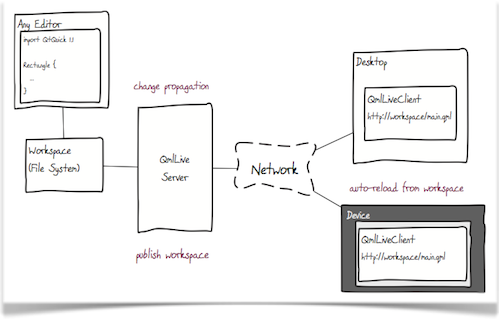 Any Editor
import QtQuick 1.1
Rectangle {
...
}
Workspace
(File System)
change propagation
QmlLive
Server
publish workspace
Network
Desktop
QmlLiveClient
http://workspace/main.qml
auto-reload from workspace
Device
QmlLiveClient
http://workspace/main.qml